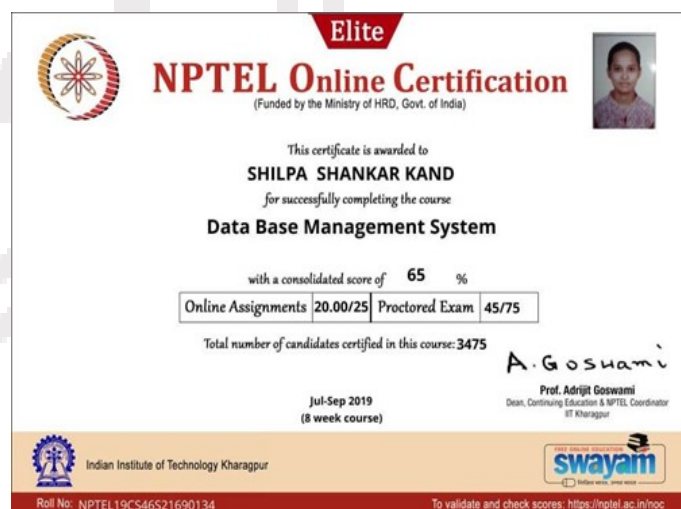 Elite
NPTEL Online Certification
(Funded by the Ministry of HRD, Govt. of India)
This certificate is awarded to
SHILPA SHANKAR KAND
for successfully completing the course
Data Base Management System
with a consolidated score of 65 %
Online Assignments 20.00/25 Proctored Exam 45/75
Total number of candidates certified in this course: 3475
A. Goswami
Prof. Adrijit Goswami
Dean, Continuing Education & NPTEL Coordinator
IIT Kharagpur
Jul-Sep 2019
(8 week course)
Indian Institute of Technology Kharagpur
FREE ONLINE EDUCATION
swayam
Roll No: NPTEL19CS46S21690134
To validate and check scores: https://nptel.ac.in/noc